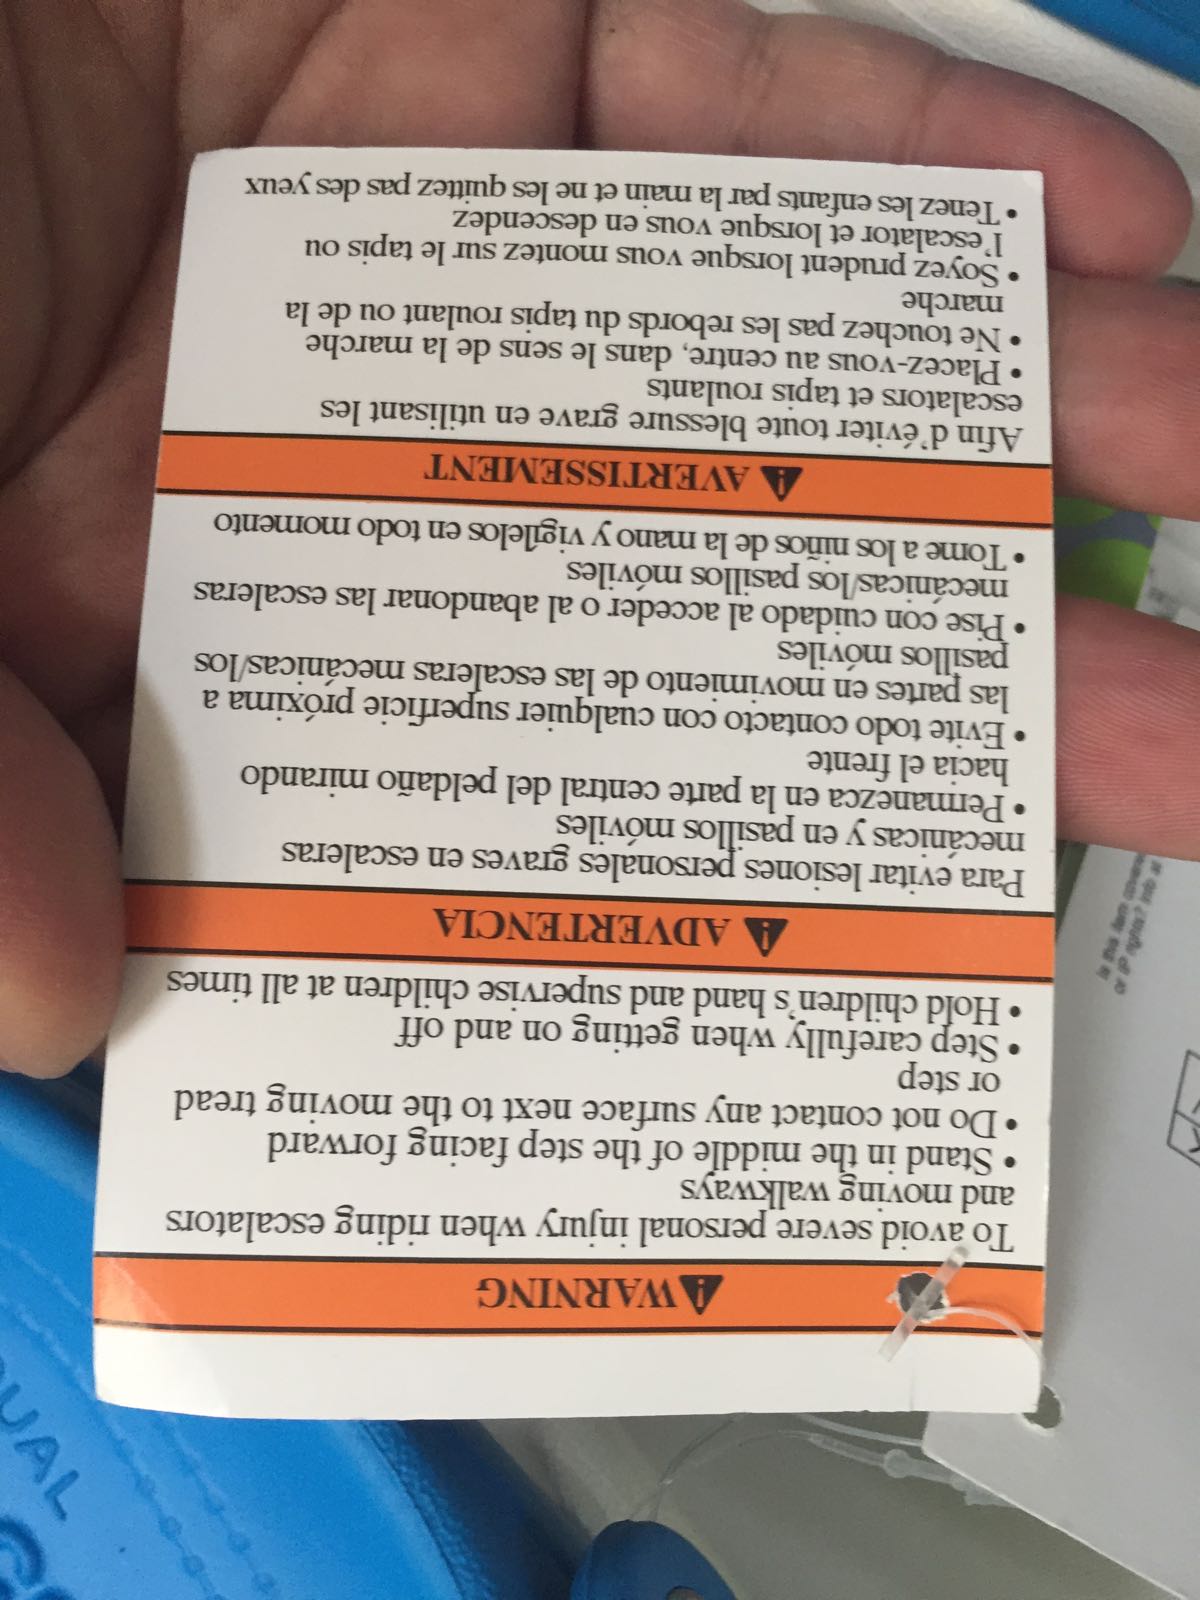 WARNING
To avoid severe personal injury when riding escalators
and moving walkways
• Stand in the middle of the step facing forward
• Do not contact any surface next to the moving tread
or step
• Step carefully when getting on and off
• Hold children's hand and supervise children at all times
ADVERTENCIA
Para evitar lesiones personales graves en escaleras
mecánicas y en pasillos móviles
• Permanezca en la parte central del peldaño mirando
hacia el frente
• Evite todo contacto con cualquier superficie próxima a
las partes en movimiento de las escaleras mecánicas/los
pasillos móviles
• Pise con cuidado al acceder o al abandonar las escaleras
mecánicas/los pasillos móviles
• Tome a los niños de la mano y vigílelos en todo momento
AVERTISSEMENT
Afin d'éviter toute blessure grave en utilisant les
escalators et tapis roulants
• Placez-vous au centre, dans le sens de la marche
• Ne touchez pas les rebords du tapis roulant ou de la
marche
• Soyez prudent lorsque vous montez sur le tapis ou
l'escalator et lorsque vous en descendez
• Tenez les enfants par la main et ne les quittez pas des yeux
Is this item covered
or IP rights? Info at